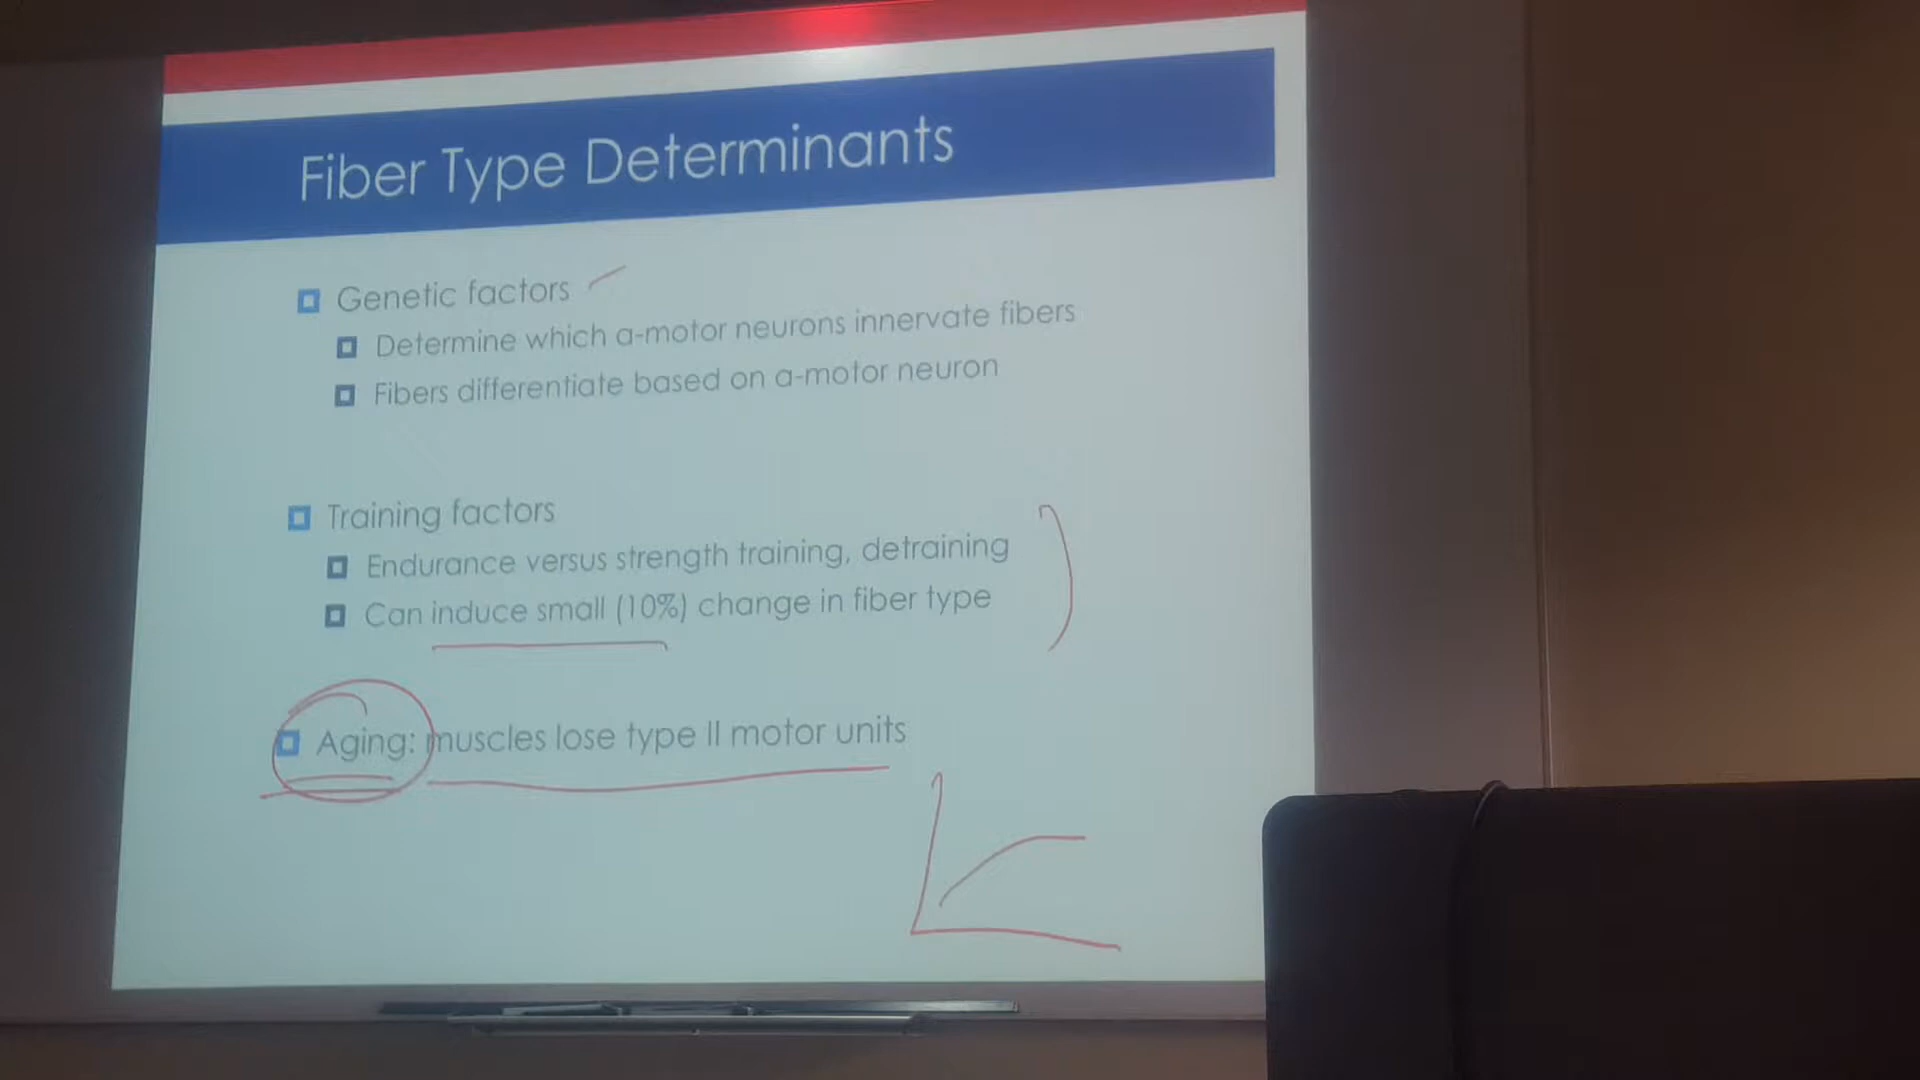 Fiber Type Determinants
Genetic factors
Determine which a-motor neurons innervate fibers
Fibers differentiate based on a-motor neuron
Training factors
Endurance versus strength training, detraining
Can induce small (10%) change in fiber type
Aging: muscles lose type II motor units